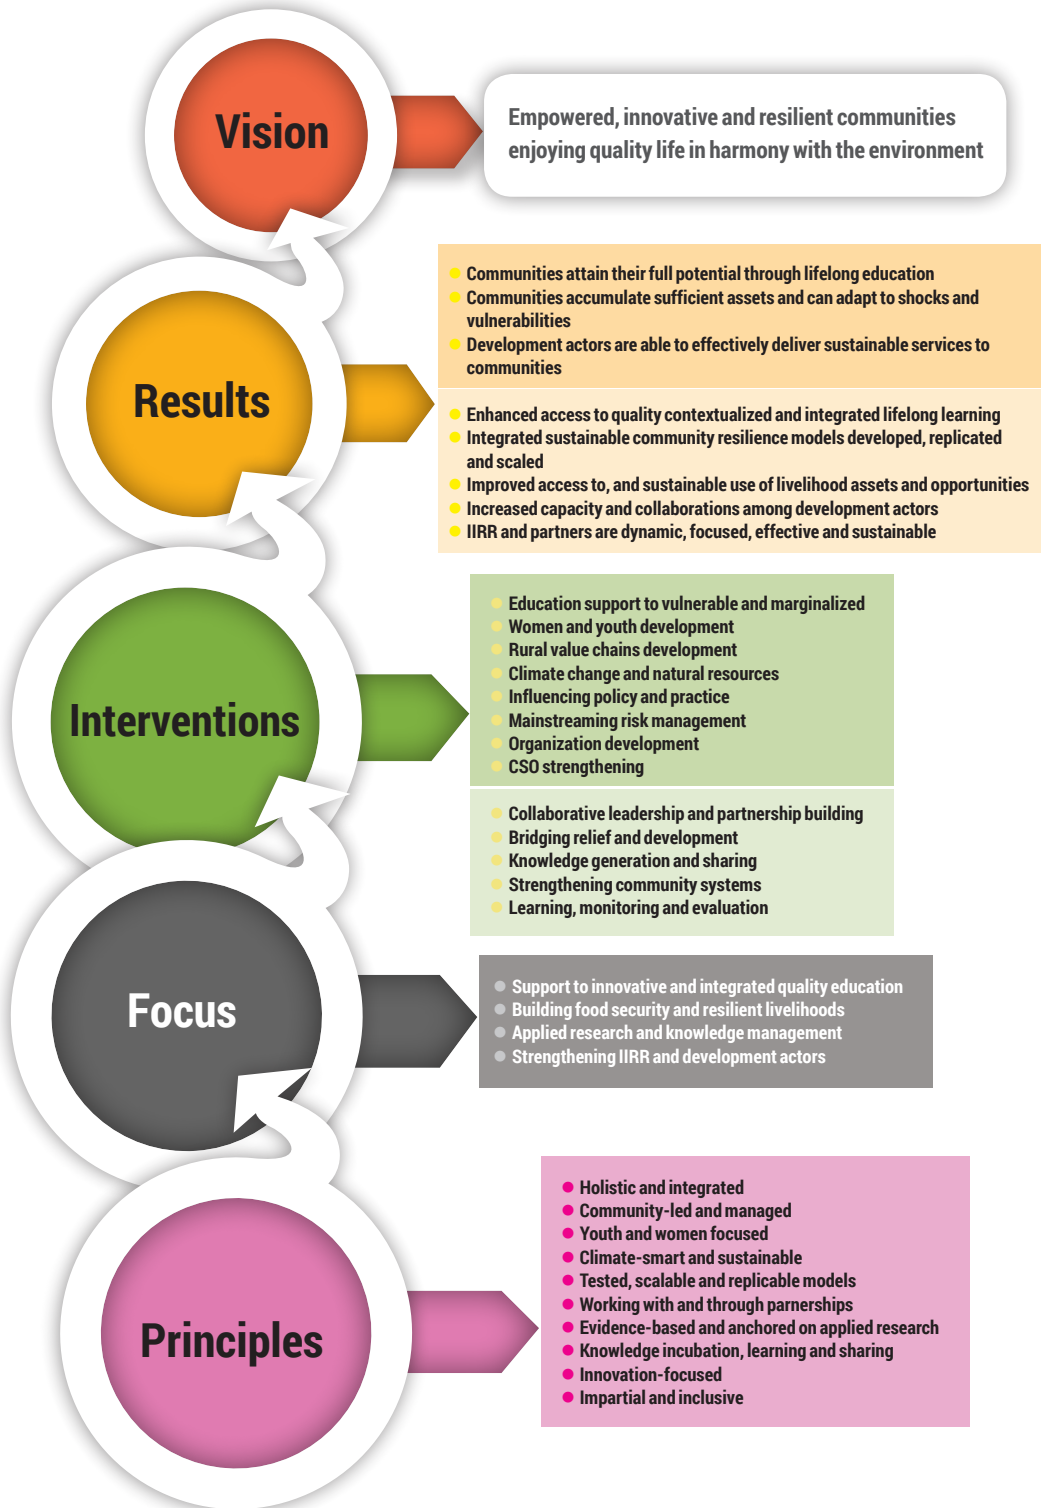 Vision
Empowered, innovative and resilient communities
enjoying quality life in harmony with the environment
Results
Communities attain their full potential through lifelong education
Communities accumulate sufficient assets and can adapt to shocks and
vulnerabilities
Development actors are able to effectively deliver sustainable services to
communities
Enhanced access to quality contextualized and integrated lifelong learning
Integrated sustainable community resilience models developed, replicated
and scaled
Improved access to, and sustainable use of livelihood assets and opportunities
Increased capacity and collaborations among development actors
IIRR and partners are dynamic, focused, effective and sustainable
Interventions
Education support to vulnerable and marginalized
Women and youth development
Rural value chains development
Climate change and natural resources
Influencing policy and practice
Mainstreaming risk management
Organization development
CSO strengthening
Collaborative leadership and partnership building
Bridging relief and development
Knowledge generation and sharing
Strengthening community systems
Learning, monitoring and evaluation
Focus
Support to innovative and integrated quality education
Building food security and resilient livelihoods
Applied research and knowledge management
Strengthening IIRR and development actors
Principles
Holistic and integrated
Community-led and managed
Youth and women focused
Climate-smart and sustainable
Tested, scalable and replicable models
Working with and through parnerships
Evidence-based and anchored on applied research
Knowledge incubation, learning and sharing
Innovation-focused
Impartial and inclusive